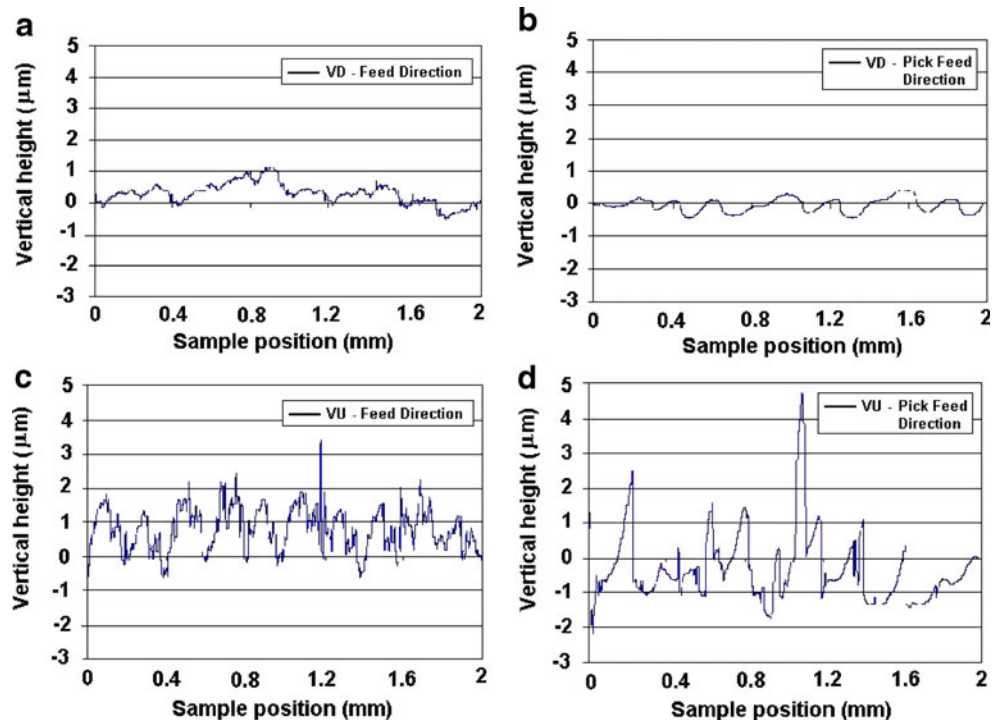 a
5
4
3
2
1
0
-1
-2
-3
Vertical height (μm)
VD - Feed Direction
0 0.4 0.8 1.2 1.6 2
Sample position (mm)
b
5
4
3
2
1
0
-1
-2
-3
Vertical height (μm)
VD - Pick Feed
Direction
0 0.4 0.8 1.2 1.6 2
Sample position (mm)
c
5
4
3
2
1
0
-1
-2
-3
Vertical height (μm)
VU - Feed Direction
0 0.4 0.8 1.2 1.6 2
Sample position (mm)
d
5
4
3
2
1
0
-1
-2
-3
Vertical height (μm)
VU - Pick Feed
Direction
0 0.4 0.8 1.2 1.6 2
Sample position (mm)